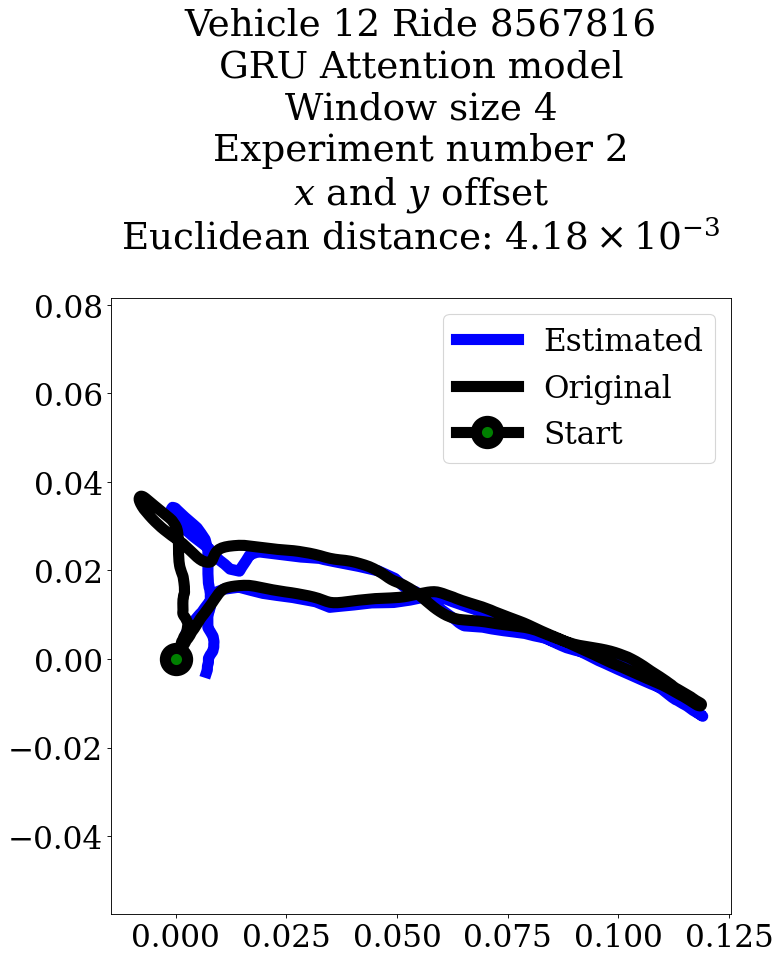 Vehicle 12 Ride 8567816
GRU Attention model
Window size 4
Experiment number 2
x and y offset
Euclidean distance: 4.18 × 10⁻³
0.08
0.06
0.04
0.02
0.00
−0.02
−0.04
Estimated
Original
Start
0.000 0.025 0.050 0.075 0.100 0.125